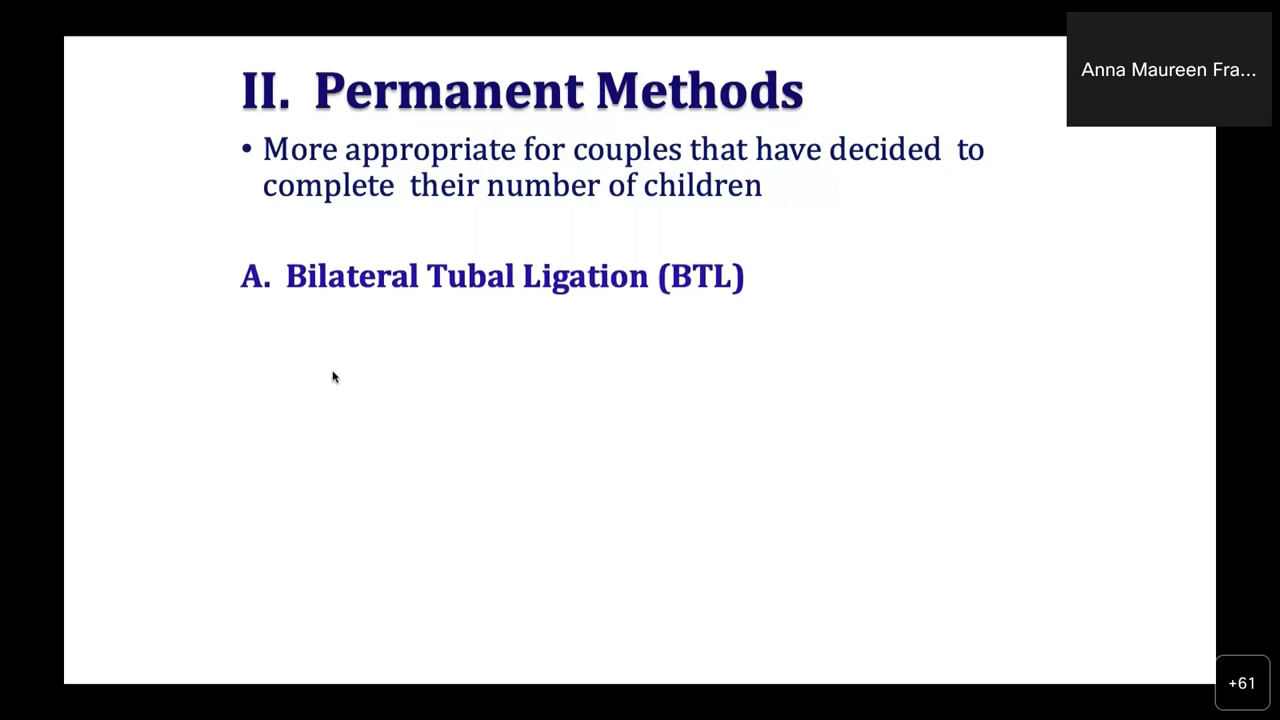 Anna Maureen Fra...
II. Permanent Methods
• More appropriate for couples that have decided to
complete their number of children
A. Bilateral Tubal Ligation (BTL)
+61